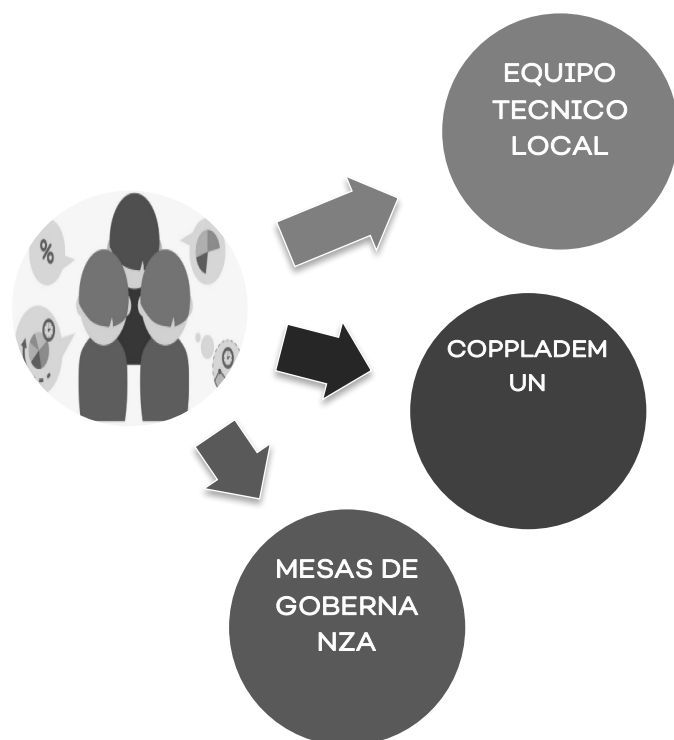 EQUIPO
TECNICO
LOCAL
%
COPPLADEM
UN
MESAS DE
GOBERNA
NZA